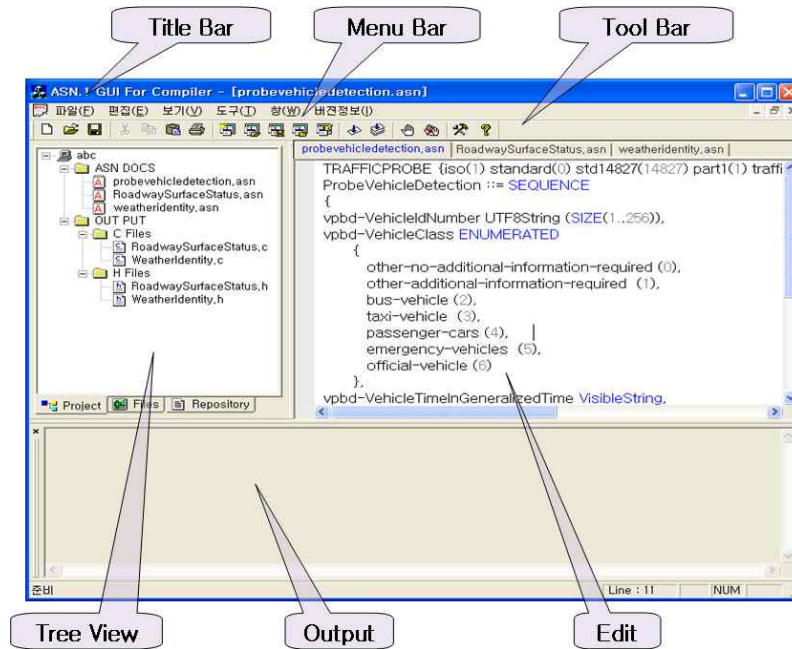 Title Bar
Menu Bar
Tool Bar
ASN.1 GUI For Compiler - [probevehicledetection.asn]
파일(F) 편집(E) 보기(V) 도구(T) 창(W) 버젼정보(I)
abc
ASN DOCS
probevehicledetection.asn
RoadwaySurfaceStatus.asn
weatheridentity.asn
OUT PUT
C Files
RoadwaySurfaceStatus.c
WeatherIdentity.c
H Files
RoadwaySurfaceStatus.h
WeatherIdentity.h
Project Files Repository
probevehicledetection.asn RoadwaySurfaceStatus.asn weatheridentity.asn
TRAFFICPROBE {iso(1) standard(0) std14827(14827) part1(1) traffi
ProbeVehicleDetection ::= SEQUENCE
{
vpbd-VehicleIdNumber UTF8String (SIZE(1..256)),
vpbd-VehicleClass ENUMERATED
{
other-no-additional-information-required (0),
other-additional-information-required (1),
bus-vehicle (2),
taxi-vehicle (3),
passenger-cars (4),
emergency-vehicles (5),
official-vehicle (6)
},
vpbd-VehicleTimeInGeneralizedTime VisibleString,
준비
Line : 11
NUM
Tree View
Output
Edit